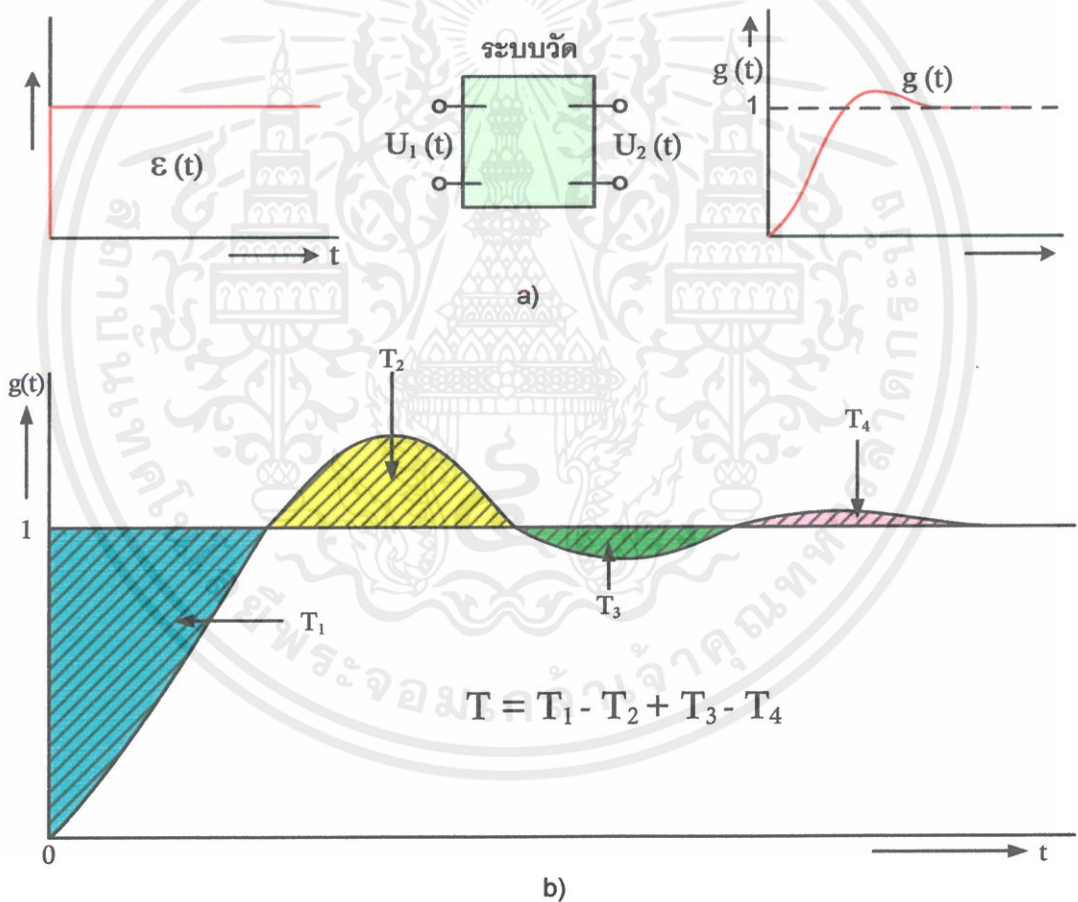 ระบบวัด
ε (t)
t
U₁ (t)
U₂ (t)
g (t)
1
g (t)
a)
g(t)
1
T₂
T₄
T₁
T₃
T = T₁ - T₂ + T₃ - T₄
0
t
b)